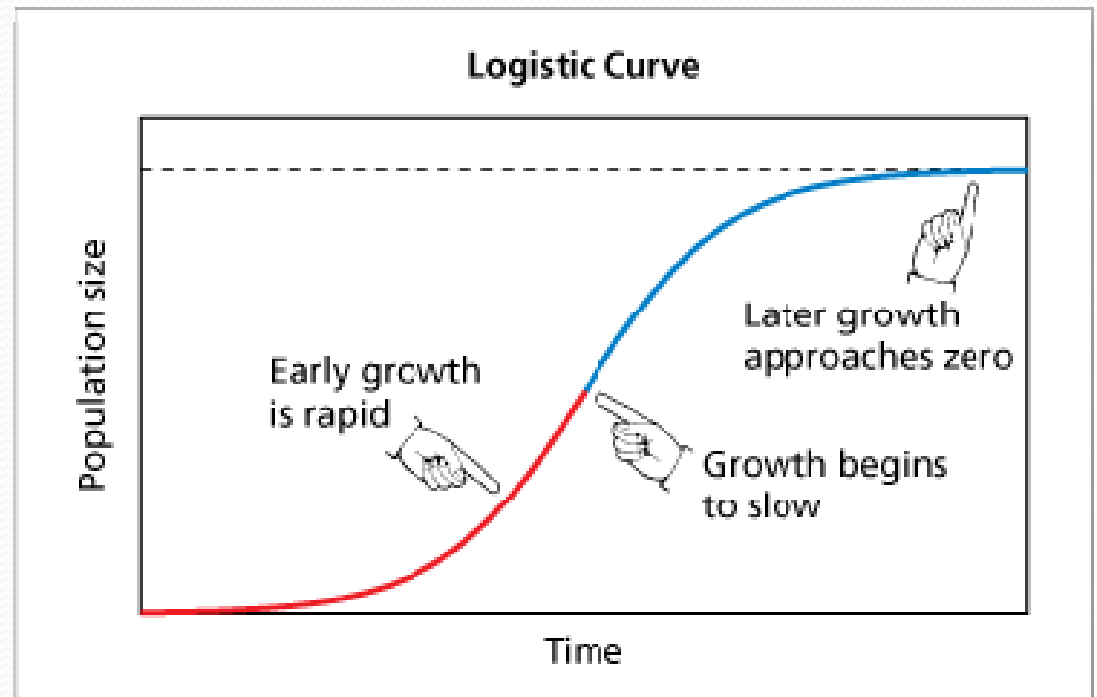 Logistic Curve
Population size
Early growth
is rapid
Later growth
approaches zero
Growth begins
to slow
Time